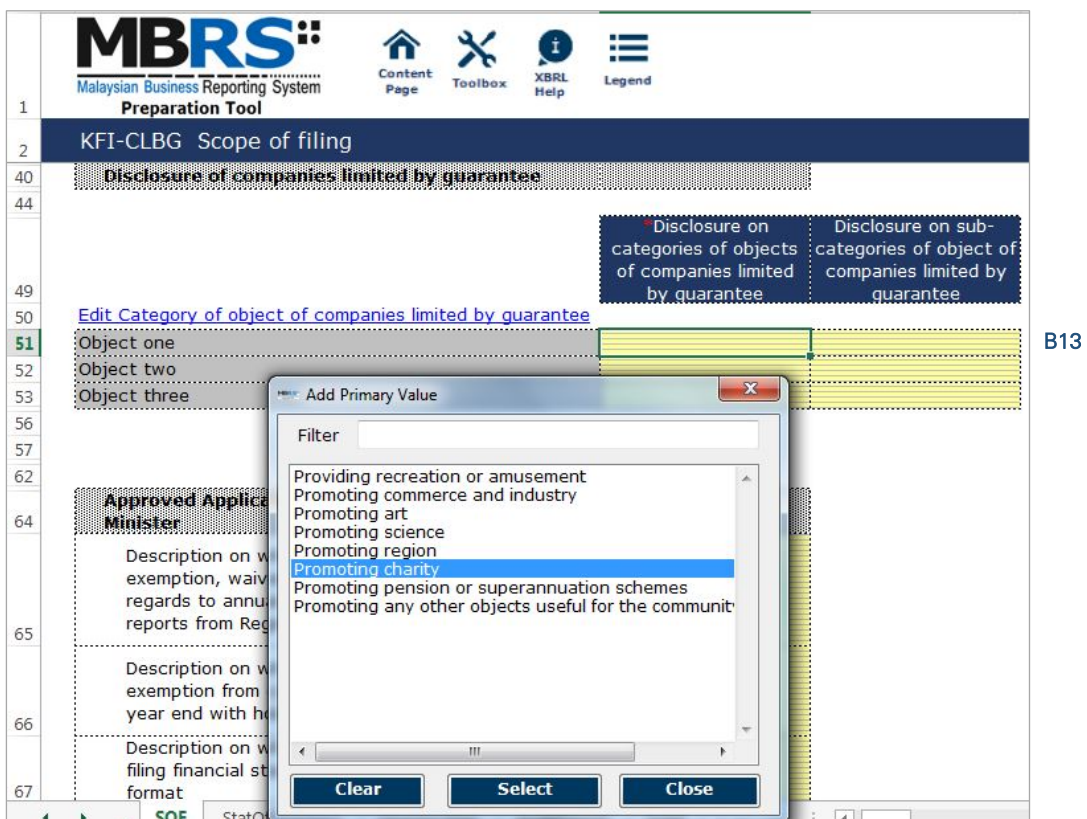 MBRS
Malaysian Business Reporting System
Preparation Tool
Content Page
Toolbox
XBRL Help
Legend
1
2 KFI-CLBG Scope of filing
40 Disclosure of companies limited by guarantee
44
49
*Disclosure on
categories of objects
of companies limited
by guarantee
Disclosure on sub-
categories of object of
companies limited by
guarantee
50 Edit Category of object of companies limited by guarantee
51 Object one
B13
52 Object two
53 Object three
56
57
62
64
Approved Applica
Minister
65
Description on w
exemption, waiv
regards to annu
reports from Reg
66
Description on w
exemption from
year end with ho
67
Description on w
filing financial st
format
Add Primary Value
X
Filter
Providing recreation or amusement
Promoting commerce and industry
Promoting art
Promoting science
Promoting region
Promoting charity
Promoting pension or superannuation schemes
Promoting any other objects useful for the communit
Clear Select Close
SOF StatO